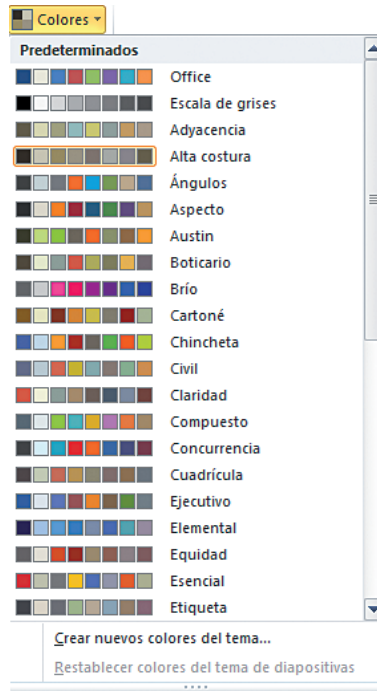 Colores
Predeterminados
Office
Escala de grises
Adyacencia
Alta costura
Ángulos
Aspecto
Austin
Boticario
Brío
Cartoné
Chincheta
Civil
Claridad
Compuesto
Concurrencia
Cuadrícula
Ejecutivo
Elemental
Equidad
Esencial
Etiqueta
Crear nuevos colores del tema...
Restablecer colores del tema de diapositivas